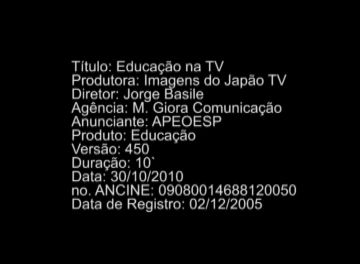 Título: Educação na TV
Produtora: Imagens do Japão TV
Diretor: Jorge Basile
Agência: M. Giora Comunicação
Anunciante: APEOESP
Produto: Educação
Versão: 450
Duração: 10`
Data: 30/10/2010
no. ANCINE: 09080014688120050
Data de Registro: 02/12/2005